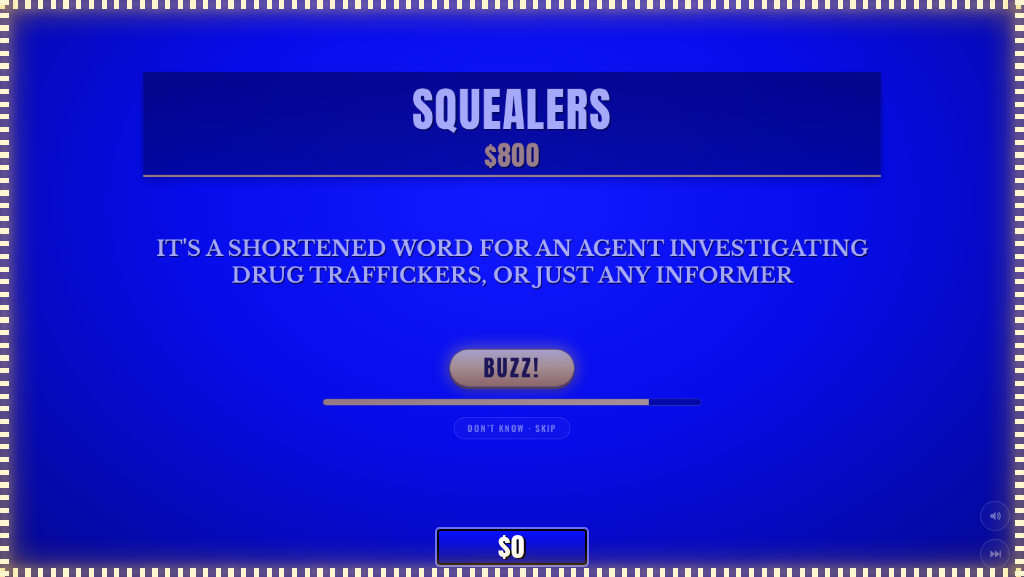 SQUEALERS
$800
IT'S A SHORTENED WORD FOR AN AGENT INVESTIGATING
DRUG TRAFFICKERS, OR JUST ANY INFORMER
BUZZ!
DON'T KNOW · SKIP
$0